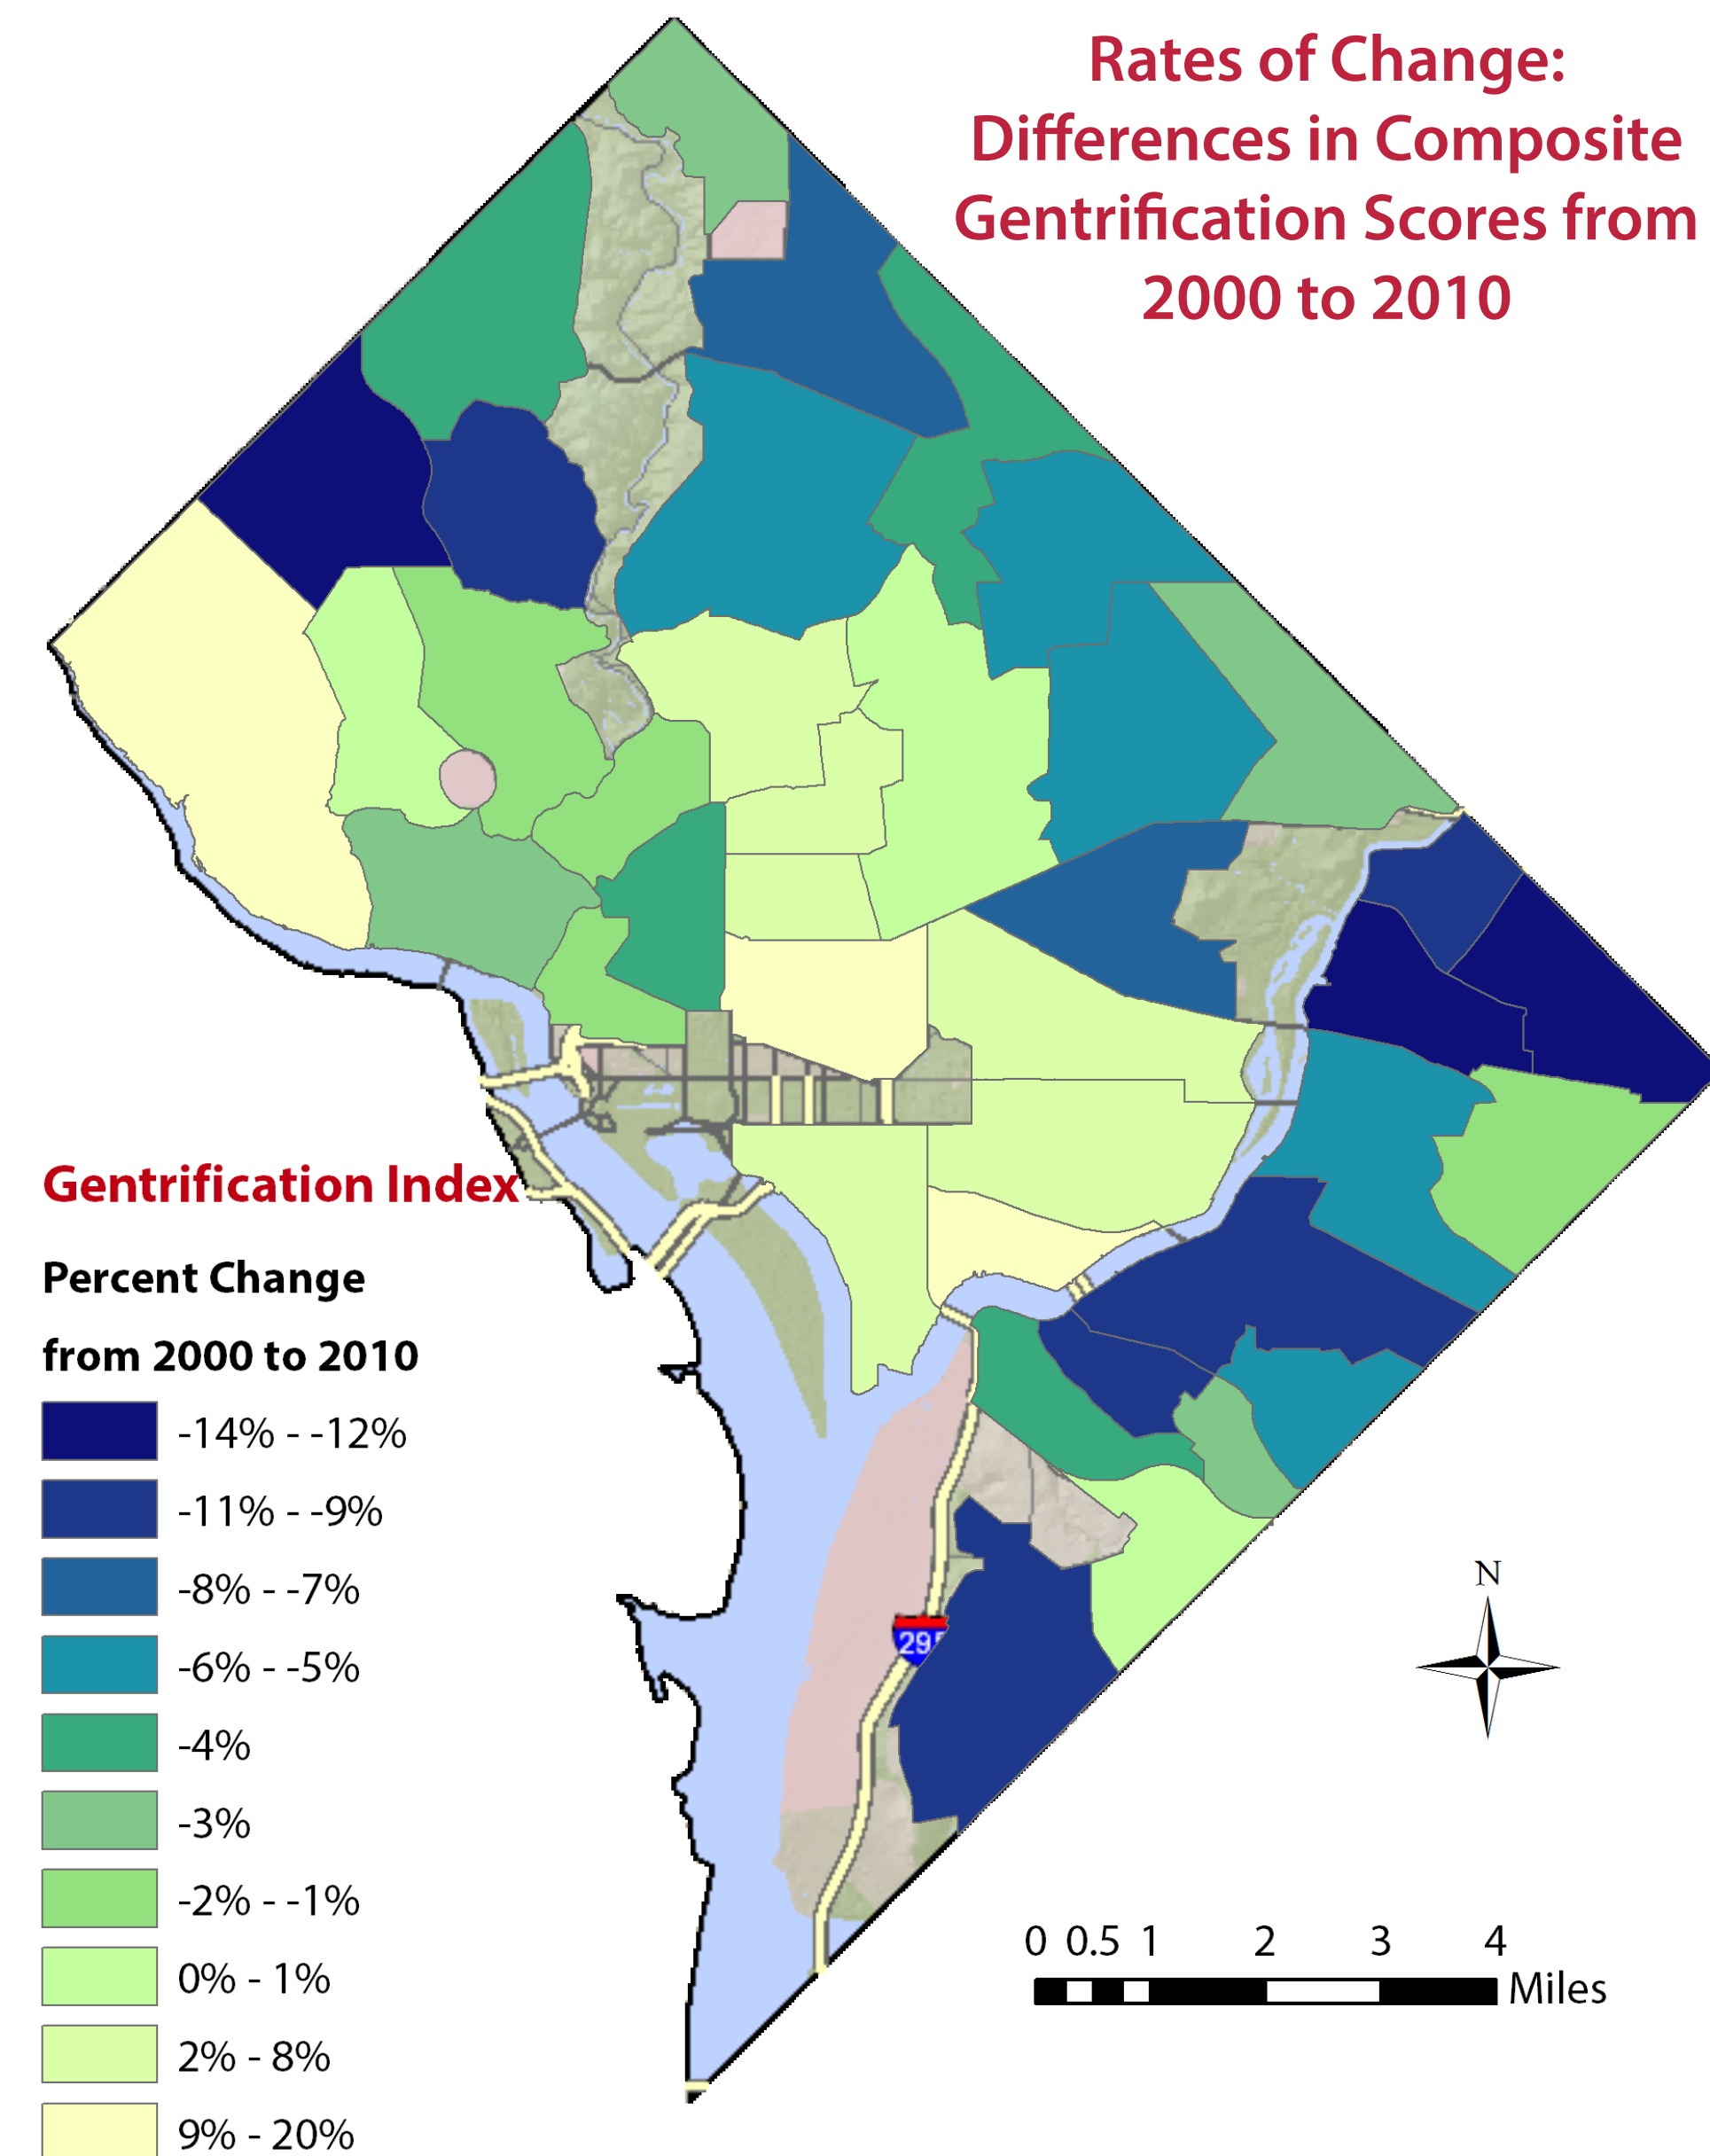 Rates of Change:
Differences in Composite
Gentrification Scores from
2000 to 2010
Gentrification Index
Percent Change
from 2000 to 2010
-14% - -12%
-11% - -9%
-8% - -7%
-6% - -5%
-4%
-3%
-2% - -1%
0% - 1%
2% - 8%
9% - 20%
295
N
0 0.5 1 2 3 4
Miles